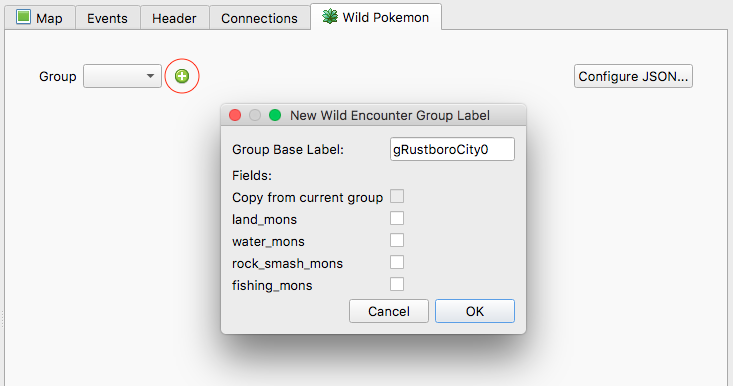 Map Events Header Connections Wild Pokemon
Group Configure JSON...
New Wild Encounter Group Label
Group Base Label: gRustboroCity0
Fields:
Copy from current group
land_mons
water_mons
rock_smash_mons
fishing_mons
Cancel OK